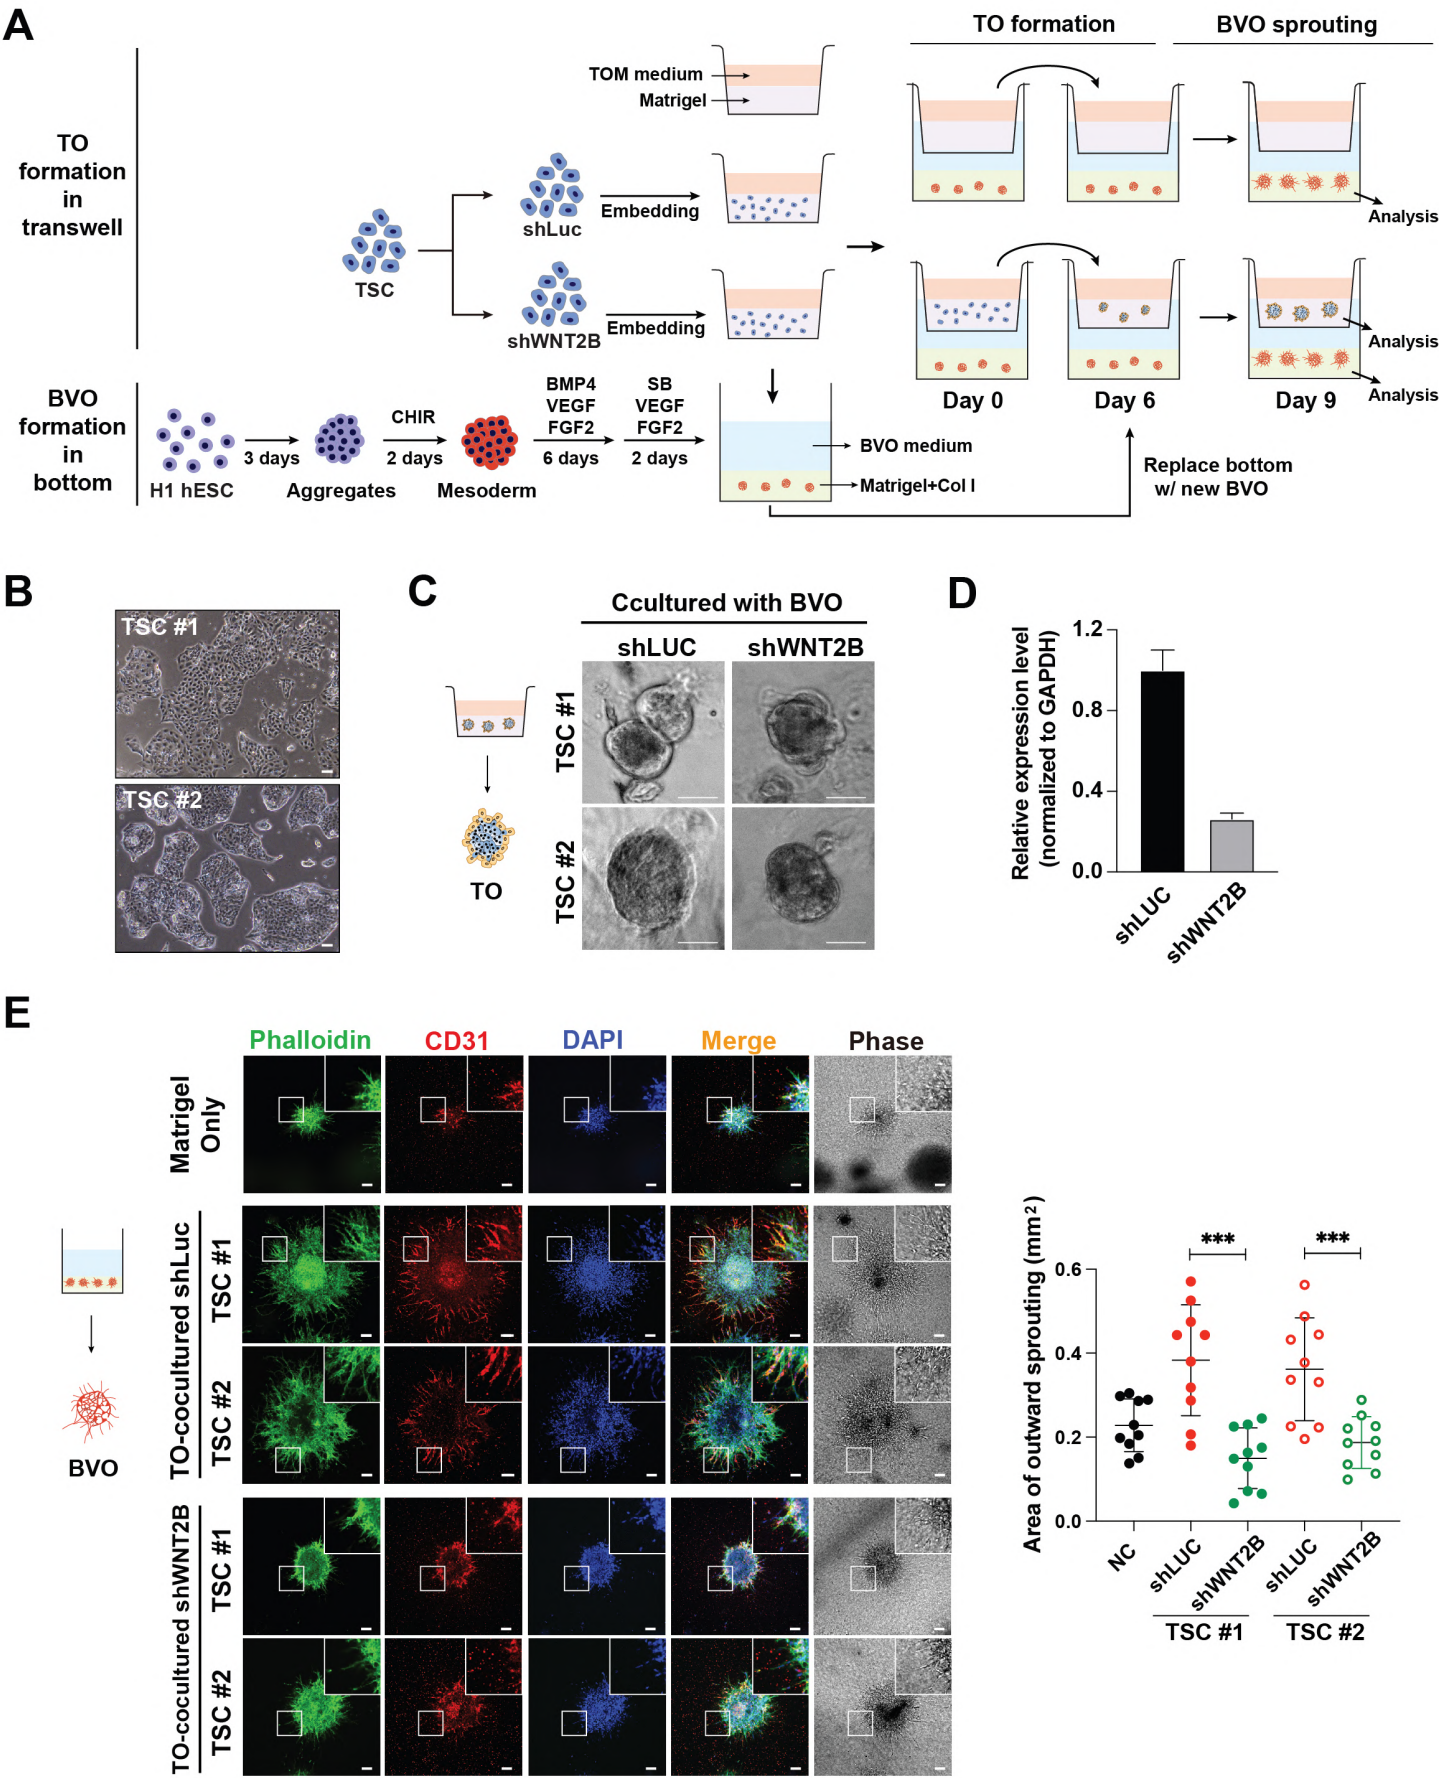 A
TO formation
BVO sprouting
TO
formation
in
transwell
TOM medium
Matrigel
TSC
shLuc
shWNT2B
Embedding
Embedding
Analysis
Analysis
Analysis
Day 0
Day 6
Day 9
BVO
formation
in
bottom
H1 hESC
3 days
Aggregates
CHIR
2 days
Mesoderm
BMP4
VEGF
FGF2
6 days
SB
VEGF
FGF2
2 days
BVO medium
Matrigel+Col I
Replace bottom
w/ new BVO
B
TSC #1
TSC #2
C
Ccultured with BVO
shLUC
shWNT2B
TSC #1
TSC #2
TO
D
Relative expression level
(normalized to GAPDH)
1.2
0.8
0.4
0.0
shLUC
shWNT2B
E
Phalloidin
CD31
DAPI
Merge
Phase
Matrigel
Only
TO-cocultured shLuc
TSC #1
TSC #2
TO-cocultured shWNT2B
TSC #1
TSC #2
BVO
Area of outward sprouting (mm²)
0.6
0.4
0.2
0.0
***
***
NC
shLUC
shWNT2B
shLUC
shWNT2B
TSC #1
TSC #2